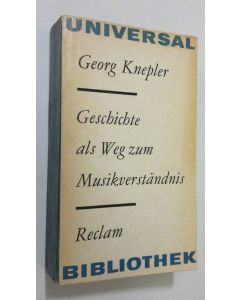 UNIVERSAL
Georg Knepler
Geschichte
als Weg zum
Musikverständnis
Reclam
BIBLIOTHEK